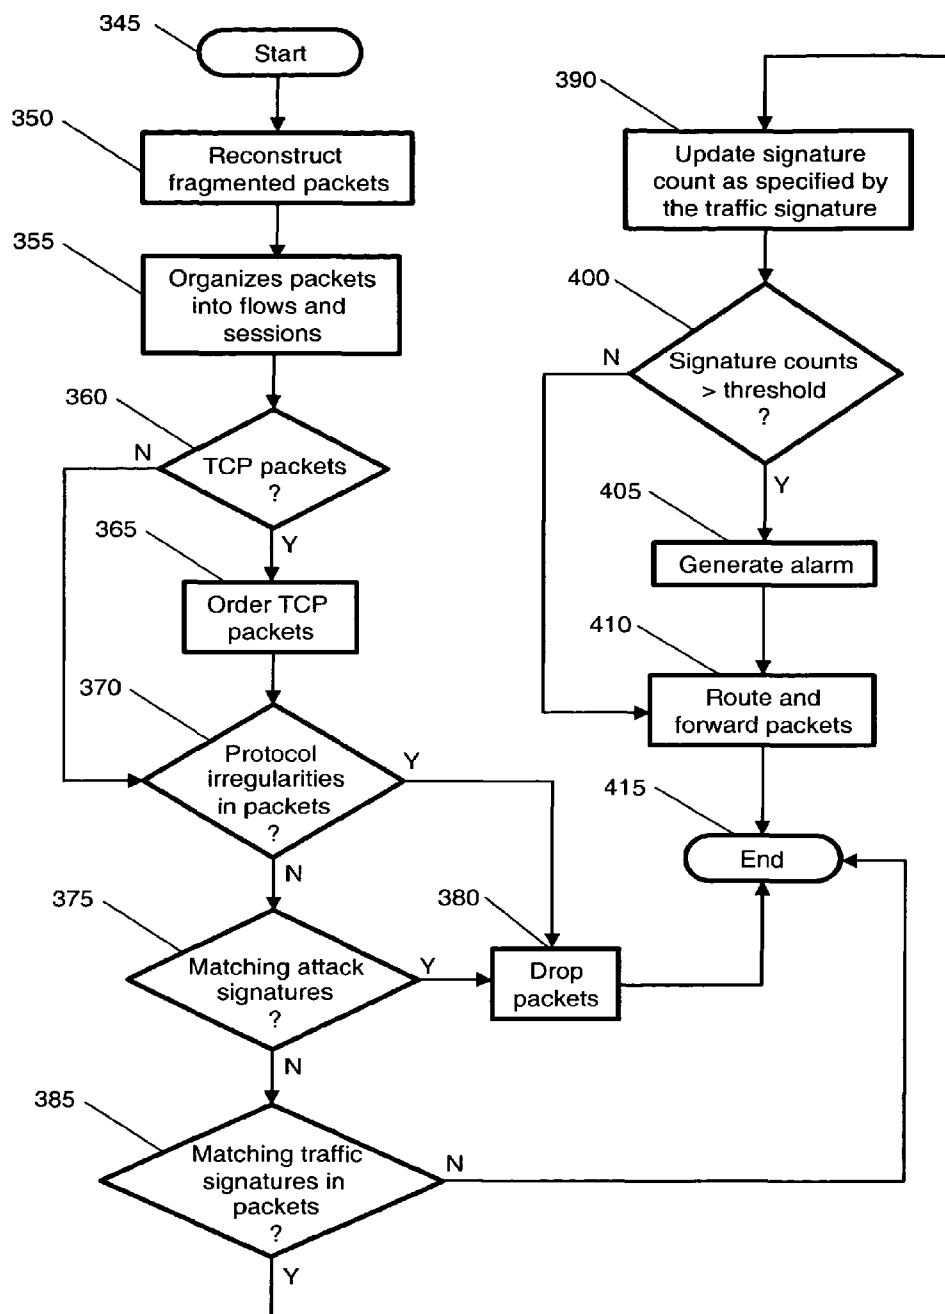 345
Start
350
Reconstruct
fragmented packets
355
Organizes packets
into flows and
sessions
360
N
TCP packets
?
Y
365
Order TCP
packets
370
Protocol
irregularities
in packets
?
Y
N
375
Matching attack
signatures
?
Y
N
380
Drop
packets
385
Matching traffic
signatures in
packets
?
N
Y
390
Update signature
count as specified by
the traffic signature
400
N
Signature counts
> threshold
?
Y
405
Generate alarm
410
Route and
forward packets
415
End